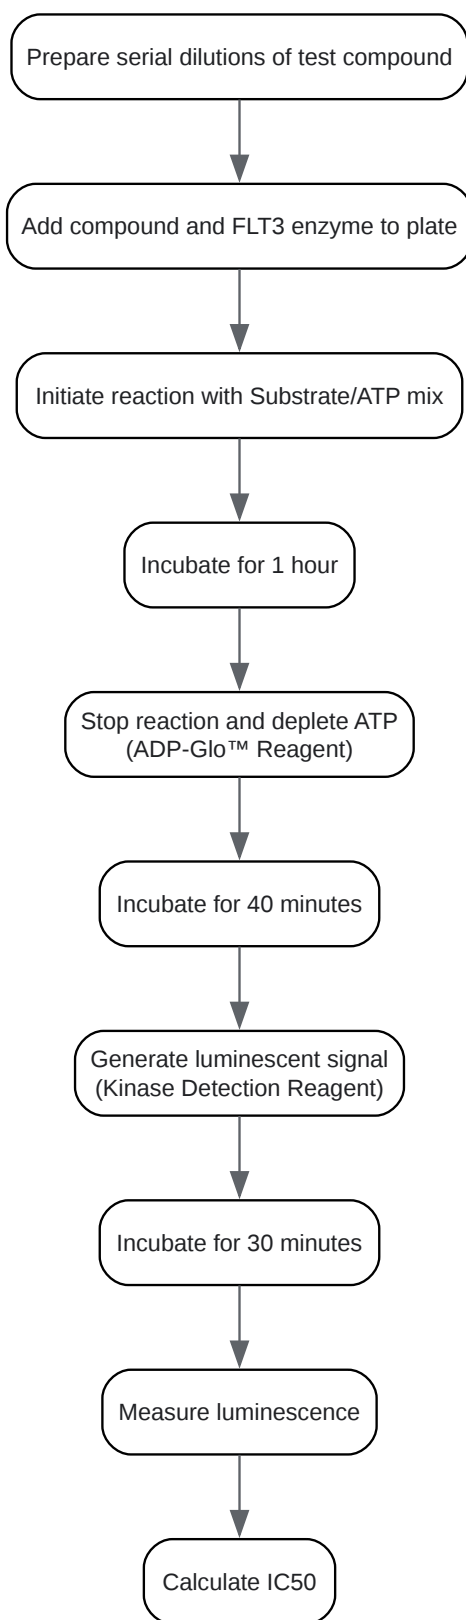 Prepare serial dilutions of test compound
Add compound and FLT3 enzyme to plate
Initiate reaction with Substrate/ATP mix
Incubate for 1 hour
Stop reaction and deplete ATP
(ADP-Glo™ Reagent)
Incubate for 40 minutes
Generate luminescent signal
(Kinase Detection Reagent)
Incubate for 30 minutes
Measure luminescence
Calculate IC50